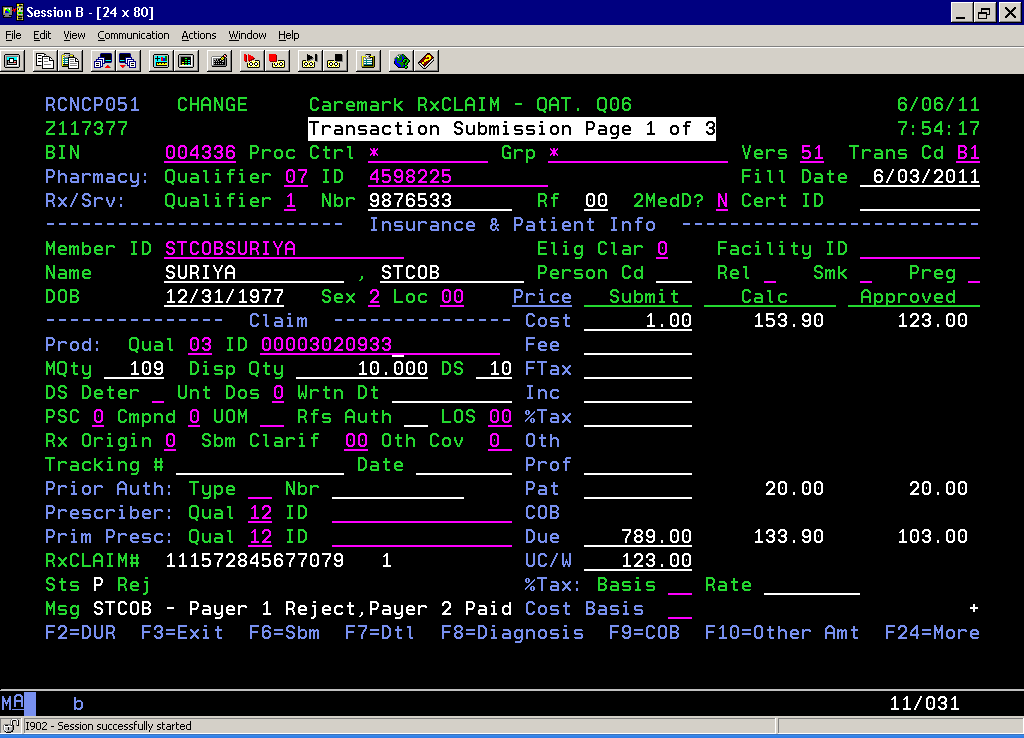 Session B - [24 x 80]
File Edit View Communication Actions Window Help
RCNCP051 CHANGE Caremark RxCLAIM - QAT. Q06 6/06/11
Z117377 Transaction Submission Page 1 of 3 7:54:17
BIN 004336 Proc Ctrl * Grp * Vers 51 Trans Cd B1
Pharmacy: Qualifier 07 ID 4598225 Fill Date 6/03/2011
Rx/Srv: Qualifier 1 Nbr 9876533 Rf 00 2MedD? N Cert ID
------------------------- Insurance & Patient Info -------------------------
Member ID STCOBSURIYA Elig Clar 0 Facility ID
Name SURIYA , STCOB Person Cd Rel Smk Preg
DOB 12/31/1977 Sex 2 Loc 00 Price Submit Calc Approved
--------------- Claim --------------- Cost 1.00 153.90 123.00
Prod: Qual 03 ID 00003020933 Fee
MQty 109 Disp Qty 10.000 DS 10 FTax
DS Deter Unt Dos 0 Wrtn Dt Inc
PSC 0 Cmpnd 0 UOM Rfs Auth LOS 00 %Tax
Rx Origin 0 Sbm Clarif 00 Oth Cov 0 Oth
Tracking # Date Prof
Prior Auth: Type Nbr Pat 20.00 20.00
Prescriber: Qual 12 ID COB
Prim Presc: Qual 12 ID Due 789.00 133.90 103.00
RxCLAIM# 111572845677079 1 UC/W 123.00
Sts P Rej %Tax: Basis Rate
Msg STCOB - Payer 1 Reject,Payer 2 Paid Cost Basis +
F2=DUR F3=Exit F6=Sbm F7=Dtl F8=Diagnosis F9=COB F10=Other Amt F24=More
MA b 11/031
I902 - Session successfully started